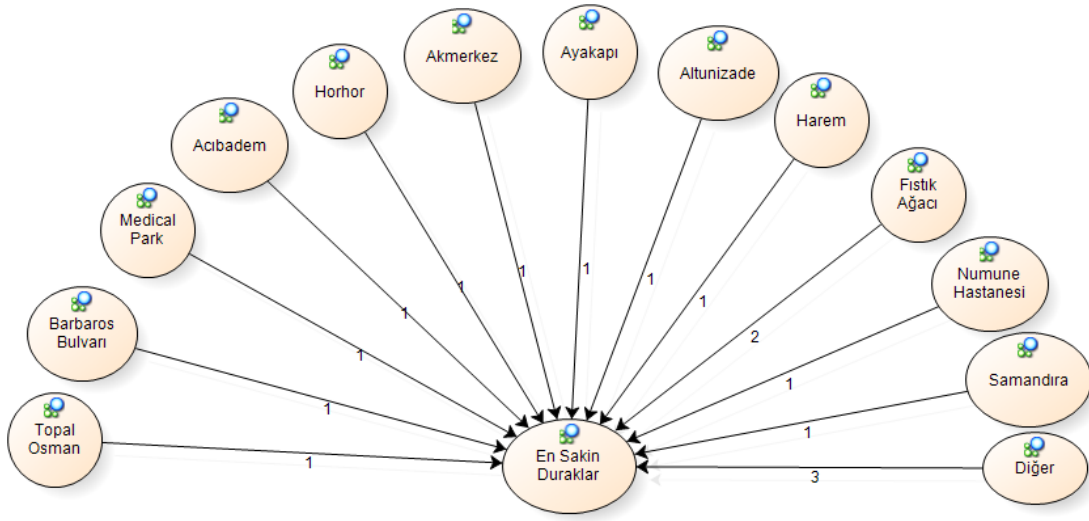 Akmerkez
Ayakapı
Altunizade
Horhor
Harem
Acıbadem
Fıstık
Ağacı
Medical
Park
Numune
Hastanesi
Barbaros
Bulvarı
Samandıra
Topal
Osman
En Sakin
Duraklar
Diğer
1
1
1
1
1
1
1
2
1
1
1
1
1
3